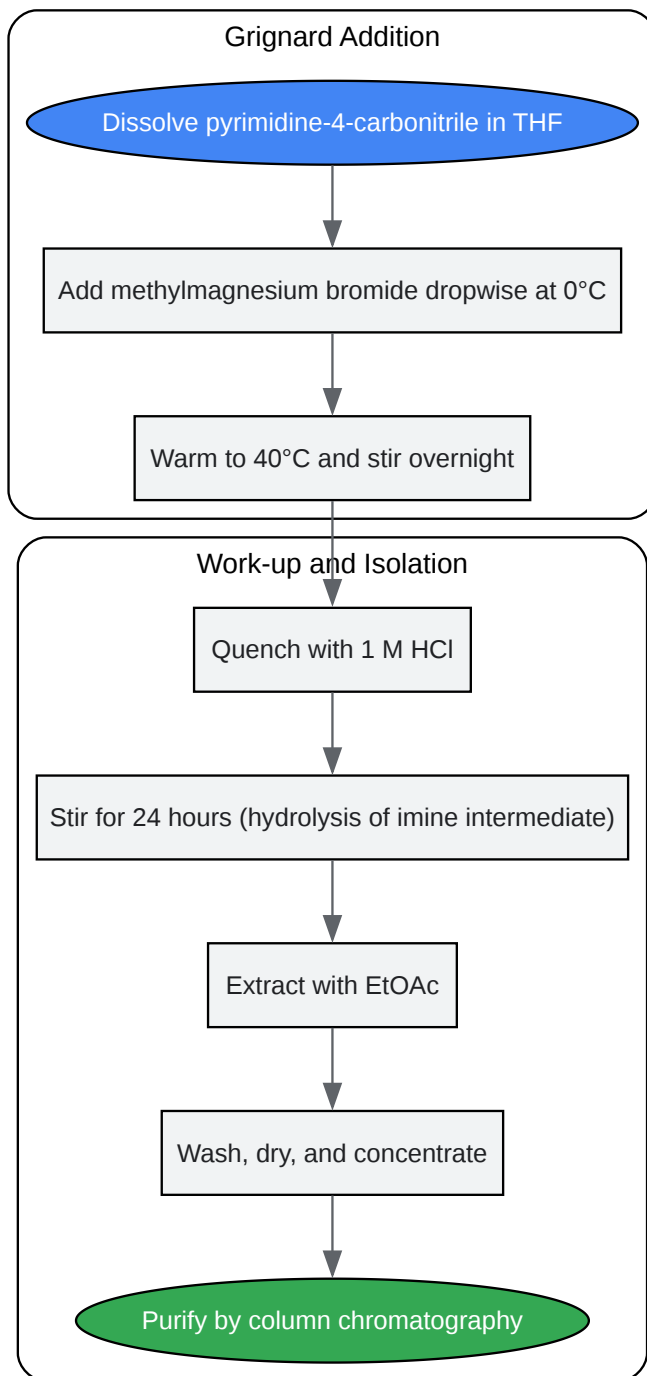 Grignard Addition
Dissolve pyrimidine-4-carbonitrile in THF
Add methylmagnesium bromide dropwise at 0°C
Warm to 40°C and stir overnight
Work-up and Isolation
Quench with 1 M HCl
Stir for 24 hours (hydrolysis of imine intermediate)
Extract with EtOAc
Wash, dry, and concentrate
Purify by column chromatography